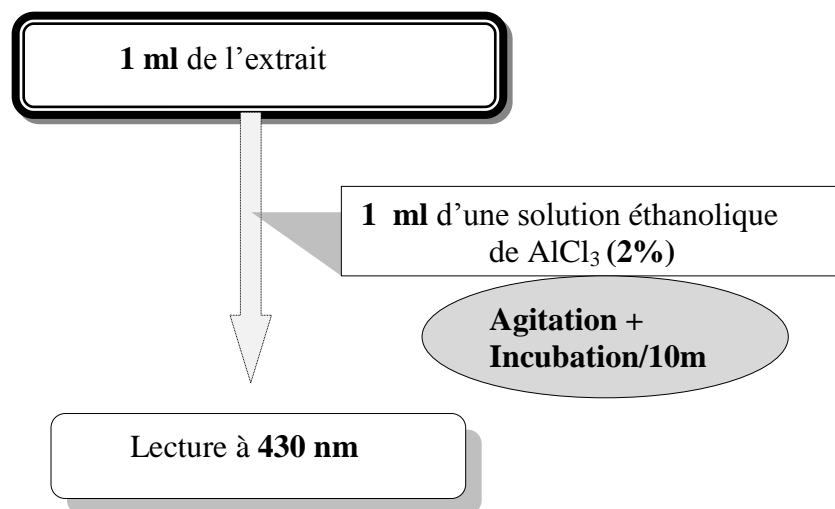 1 ml de l’extrait
1 ml d’une solution éthanolique
de AlCl₃ (2%)
Agitation +
Incubation/10m
Lecture à 430 nm